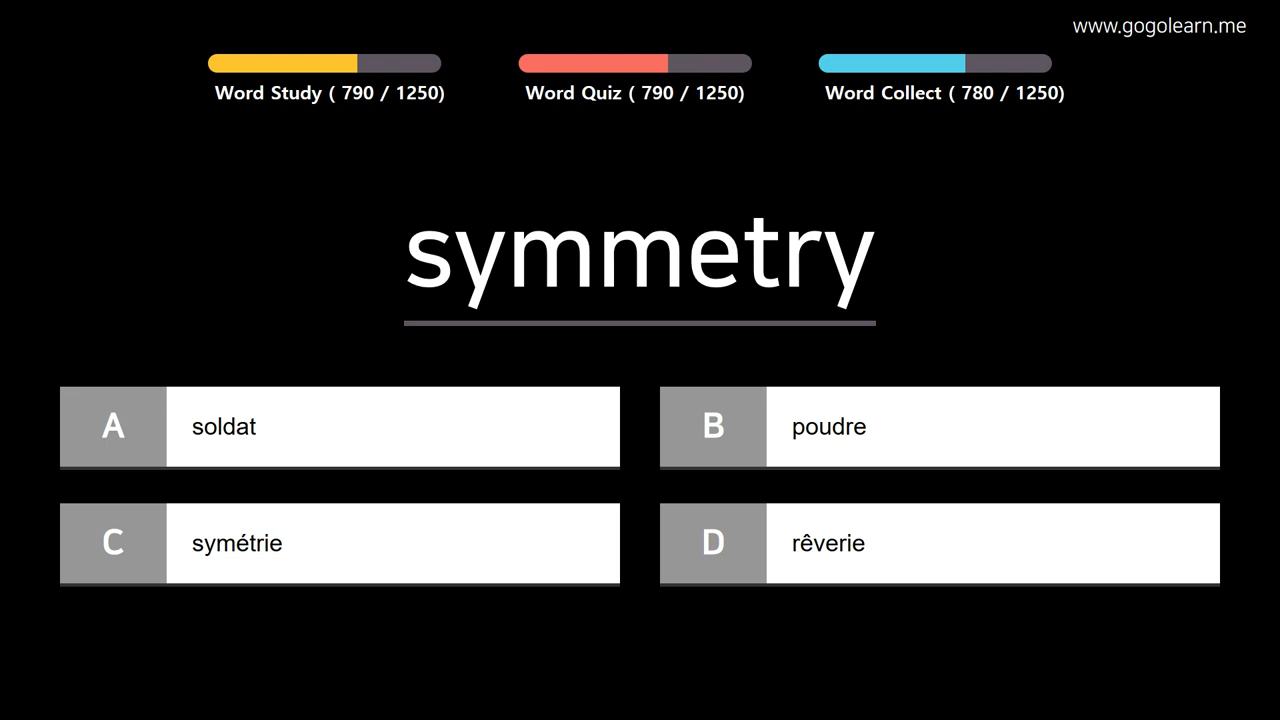 www.gogolearn.me
Word Study ( 790 / 1250)
Word Quiz ( 790 / 1250)
Word Collect ( 780 / 1250)
symmetry
A soldat
B poudre
C symétrie
D rêverie